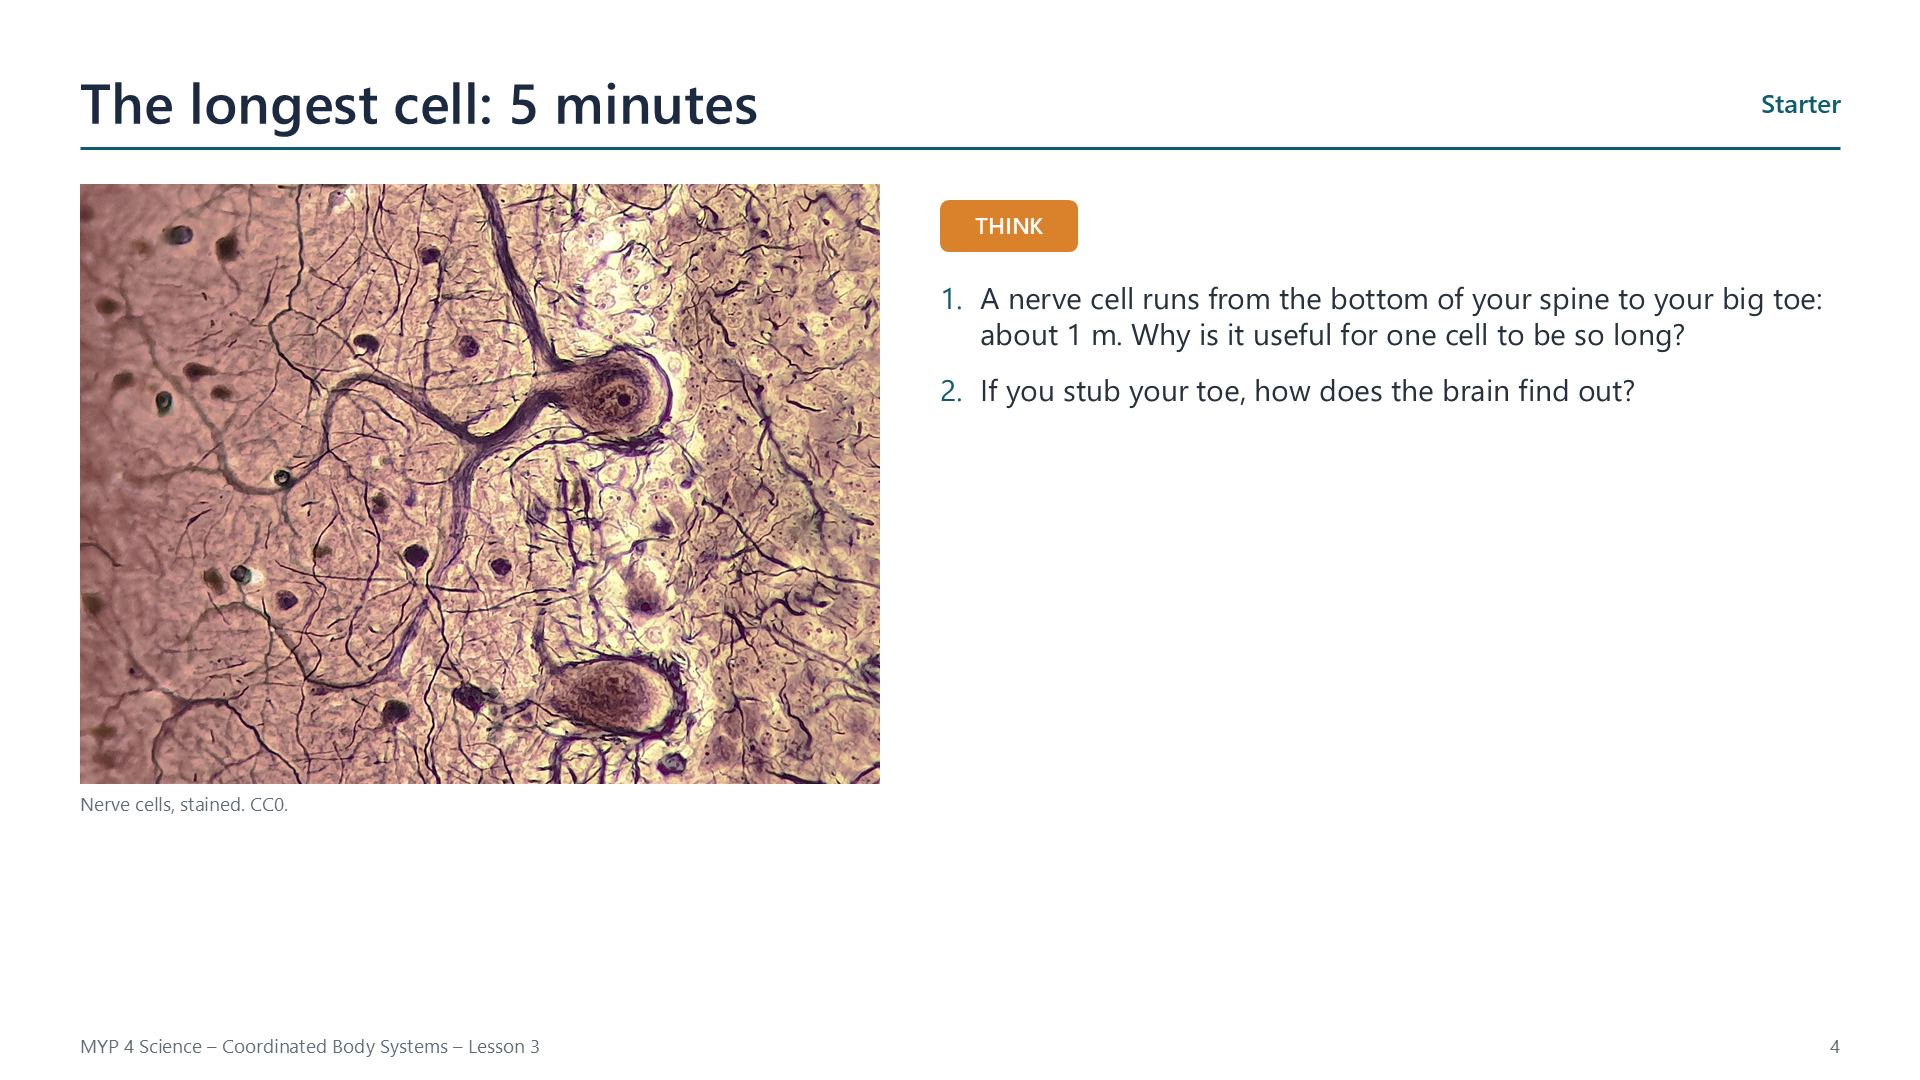 The longest cell: 5 minutes
Starter
THINK
1. A nerve cell runs from the bottom of your spine to your big toe:
about 1 m. Why is it useful for one cell to be so long?
2. If you stub your toe, how does the brain find out?
Nerve cells, stained. CC0.
MYP 4 Science – Coordinated Body Systems – Lesson 3
4